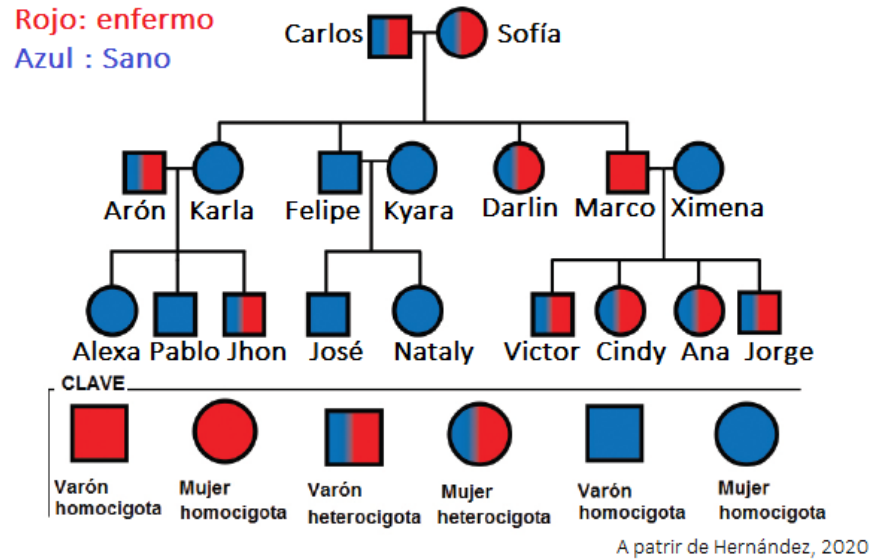 Rojo: enfermo
Azul : Sano
Carlos Sofía
Arón Karla Felipe Kyara Darlin Marco Ximena
Alexa Pablo Jhon José Nataly Victor Cindy Ana Jorge
CLAVE
Varón homocigota
Mujer homocigota
Varón heterocigota
Mujer heterocigota
Varón homocigota
Mujer homocigota
A patrir de Hernández, 2020